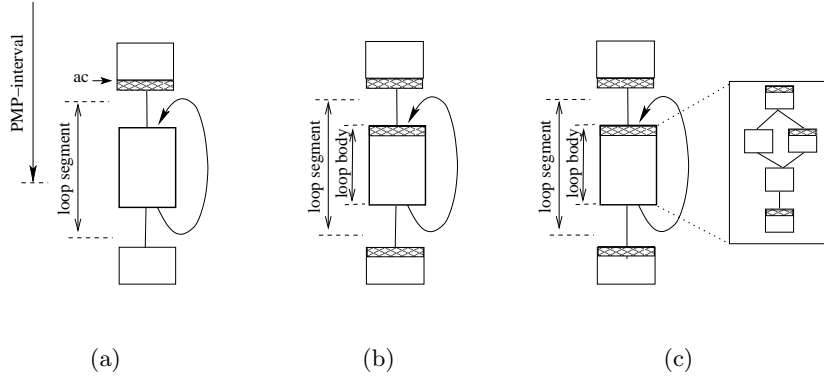 PMP–interval
ac
loop segment
loop segment
loop body
loop segment
loop body
(a)
(b)
(c)